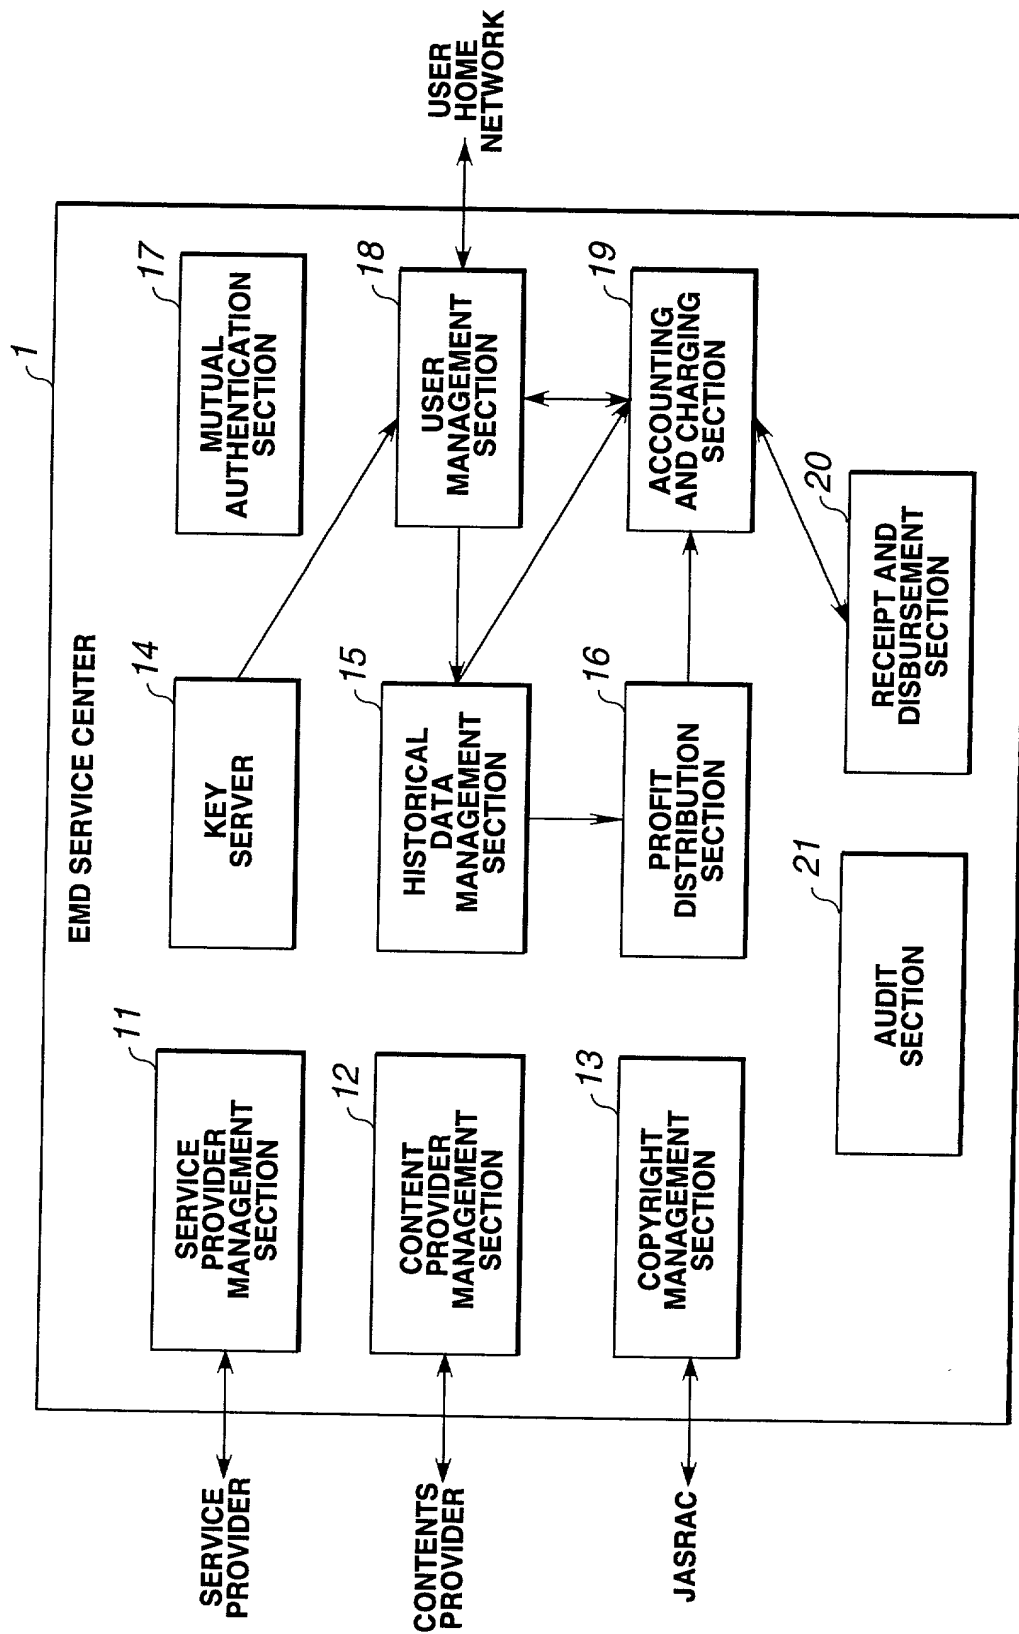 1
EMD SERVICE CENTER
SERVICE
PROVIDER
11
SERVICE
PROVIDER
MANAGEMENT
SECTION
14
KEY
SERVER
17
MUTUAL
AUTHENTICATION
SECTION
CONTENTS
PROVIDER
12
CONTENT
PROVIDER
MANAGEMENT
SECTION
15
HISTORICAL
DATA
MANAGEMENT
SECTION
18
USER
MANAGEMENT
SECTION
USER
HOME
NETWORK
JASRAC
13
COPYRIGHT
MANAGEMENT
SECTION
16
PROFIT
DISTRIBUTION
SECTION
19
ACCOUNTING
AND CHARGING
SECTION
21
AUDIT
SECTION
20
RECEIPT AND
DISBURSEMENT
SECTION